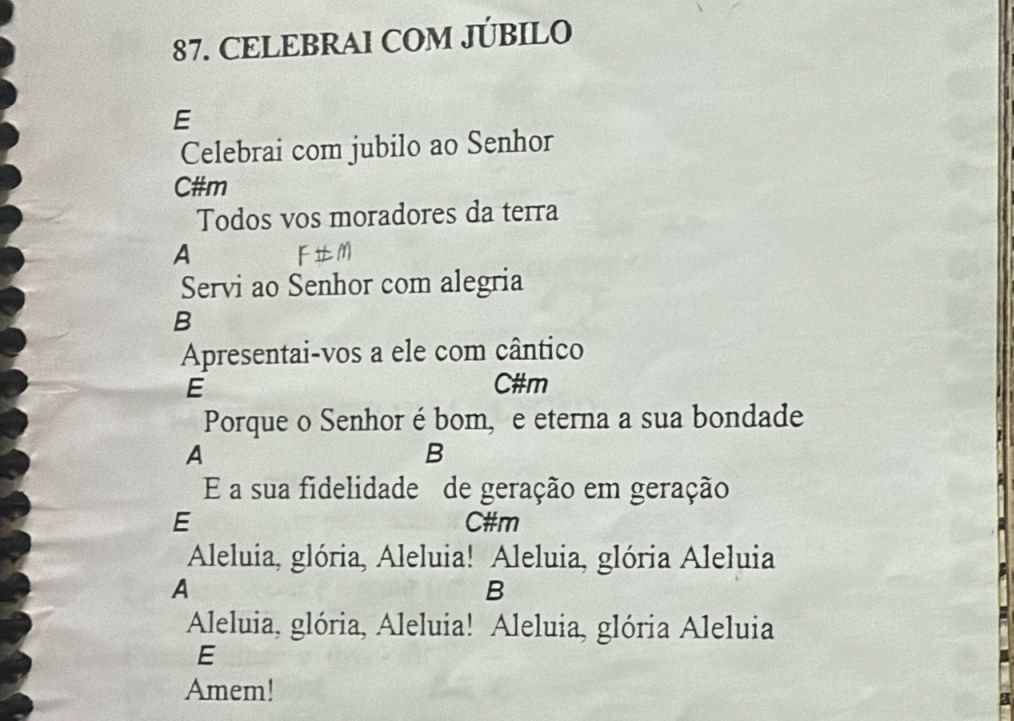 87. CELEBRAI COM JÚBILO
E
Celebrai com jubilo ao Senhor
C#m
Todos vos moradores da terra
A F#M
Servi ao Senhor com alegria
B
Apresentai-vos a ele com cântico
E C#m
Porque o Senhor é bom, e eterna a sua bondade
A B
E a sua fidelidade de geração em geração
E C#m
Aleluia, glória, Aleluia! Aleluia, glória Aleluia
A B
Aleluia, glória, Aleluia! Aleluia, glória Aleluia
E
Amem!